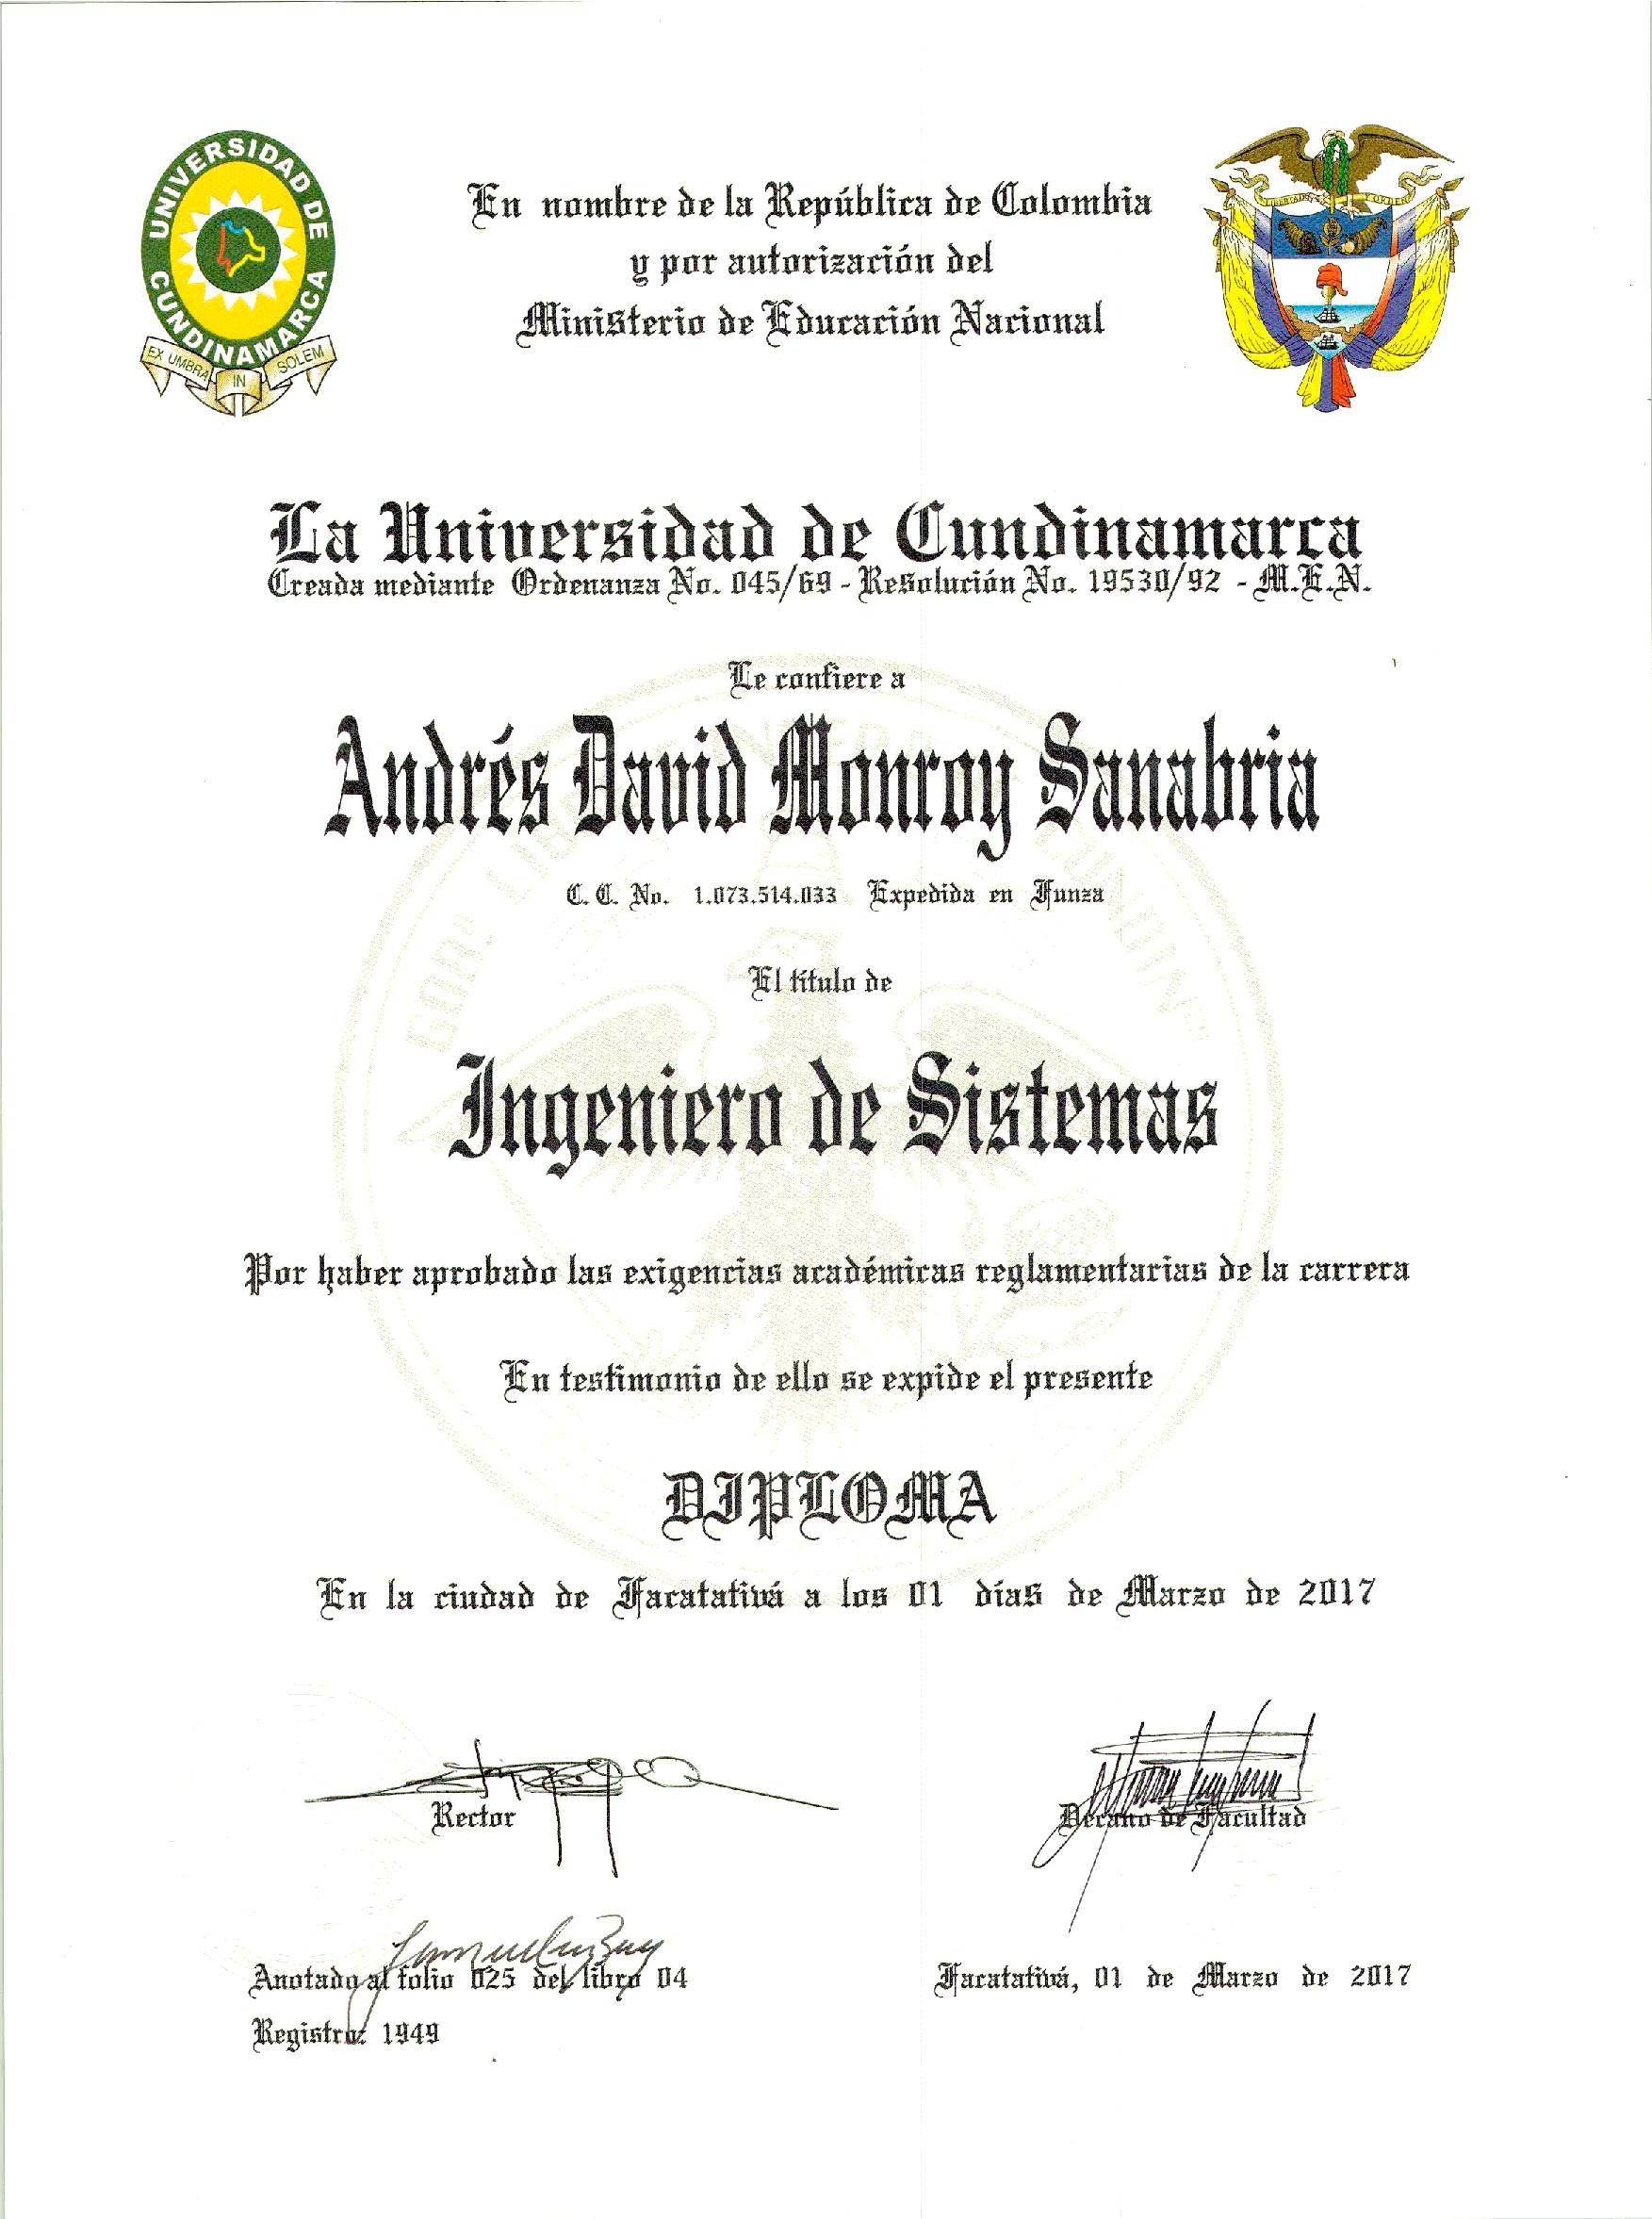 UNIVERSIDAD DE CUNDINAMARCA
EX UMBRA IN SOLEM
LIBERTAD Y ORDEN
En nombre de la República de Colombia
y por autorización del
Ministerio de Educación Nacional
La Universidad de Cundinamarca
Creada mediante Ordenanza No. 045/69 - Resolución No. 19530/92 - M.E.N.
Le confiere a
Andrés David Monroy Sanabria
C. C. No. 1.073.514.033 Expedida en Funza
El título de
Ingeniero de Sistemas
Por haber aprobado las exigencias académicas reglamentarias de la carrera
En testimonio de ello se expide el presente
DIPLOMA
En la ciudad de Facatativá a los 01 días de Marzo de 2017
Rector
Decano de Facultad
Anotado al folio 025 del libro 04
Facatativá, 01 de Marzo de 2017
Registro: 1949